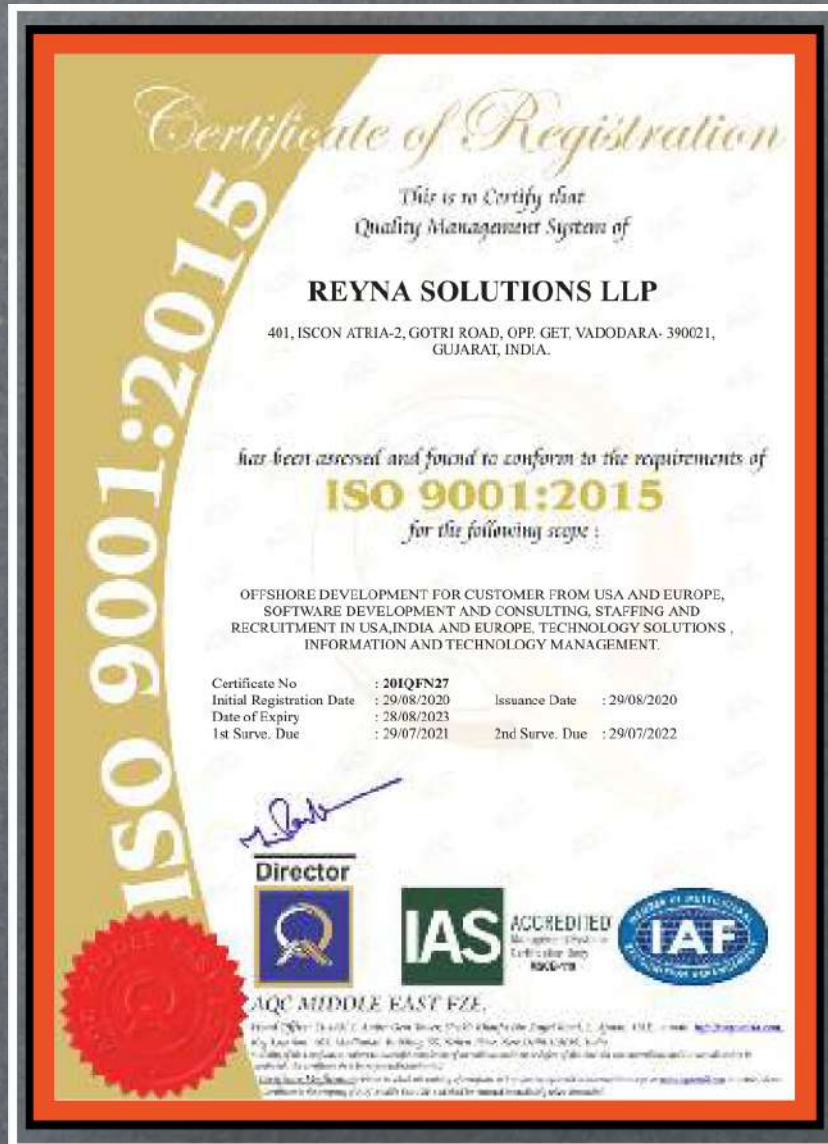 Certificate of Registration
This is to Certify that
Quality Management System of
REYNA SOLUTIONS LLP
401, ISCON ATRIA-2, GOTRI ROAD, OPP. GET, VADODARA- 390021,
GUJARAT, INDIA.
has been assessed and found to conform to the requirements of
ISO 9001:2015
for the following scope :
OFFSHORE DEVELOPMENT FOR CUSTOMER FROM USA AND EUROPE,
SOFTWARE DEVELOPMENT AND CONSULTING, STAFFING AND
RECRUITMENT IN USA,INDIA AND EUROPE, TECHNOLOGY SOLUTIONS ,
INFORMATION AND TECHNOLOGY MANAGEMENT.
Certificate No : 20IQFN27
Initial Registration Date : 29/08/2020 Issuance Date : 29/08/2020
Date of Expiry : 28/08/2023
1st Surve. Due : 29/07/2021 2nd Surve. Due : 29/07/2022
Director
ISO 9001:2015
IAS ACCREDITED
Management Systems
Certification Body
IAF
AQC MIDDLE EAST FZE.